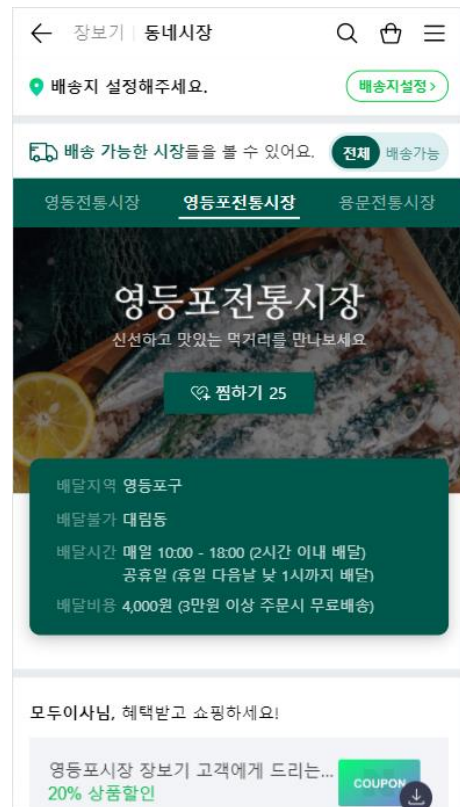 장보기 동네시장
배송지 설정해주세요.
배송지설정 >
배송 가능한 시장들을 볼 수 있어요.
전체 배송가능
영동전통시장 영등포전통시장 용문전통시장
영등포전통시장
신선하고 맛있는 먹거리를 만나보세요
찜하기 25
배달지역 영등포구
배달불가 대림동
배달시간 매일 10:00 - 18:00 (2시간 이내 배달)
공휴일 (휴일 다음날 낮 1시까지 배달)
배달비용 4,000원 (3만원 이상 주문시 무료배송)
모두이사님, 혜택받고 쇼핑하세요!
영등포시장 장보기 고객에게 드리는...
20% 상품할인
COUPON